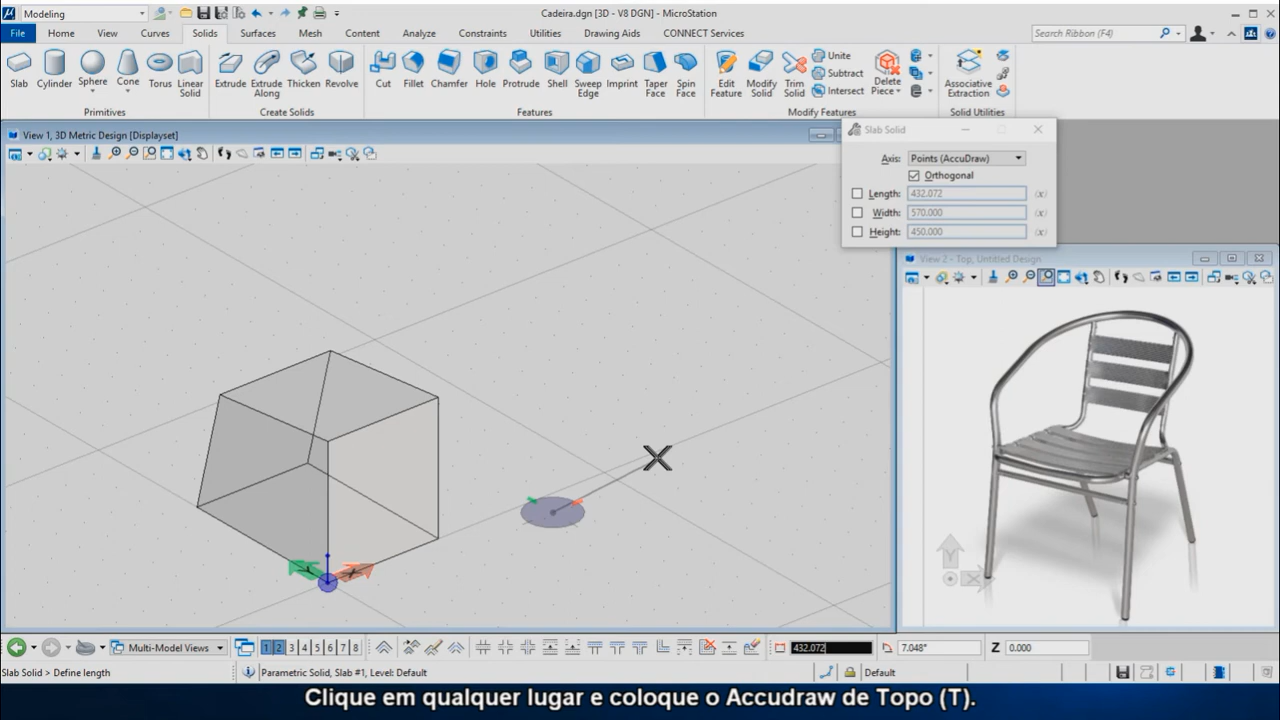 Modeling
Cadeira.dgn [3D - V8 DGN] - MicroStation
File Home View Curves Solids Surfaces Mesh Content Analyze Constraints Utilities Drawing Aids CONNECT Services
Search Ribbon (F4)
Slab Cylinder Sphere Cone Torus Linear Solid
Extrude Extrude Along Thicken Revolve
Cut Fillet Chamfer Hole Protrude Shell Sweep Edge Imprint Taper Face Spin Face
Edit Feature Modify Solid Trim Solid
Unite
Subtract
Intersect
Delete Piece
Associative Extraction
Primitives Create Solids Features Modify Features Solid Utilities
View 1, 3D Metric Design [Displayset]
Slab Solid
Axis: Points (AccuDraw)
Orthogonal
Length: 432.072 (x)
Width: 570.000 (x)
Height: 450.000 (x)
View 2 - Top, Untitled Design
Y
X
Y X
Multi-Model Views
1 2 3 4 5 6 7 8
432.072
7.048°
Z 0.000
Slab Solid > Define length
Parametric Solid, Slab #1, Level: Default
Default
Clique em qualquer lugar e coloque o Accudraw de Topo (T).